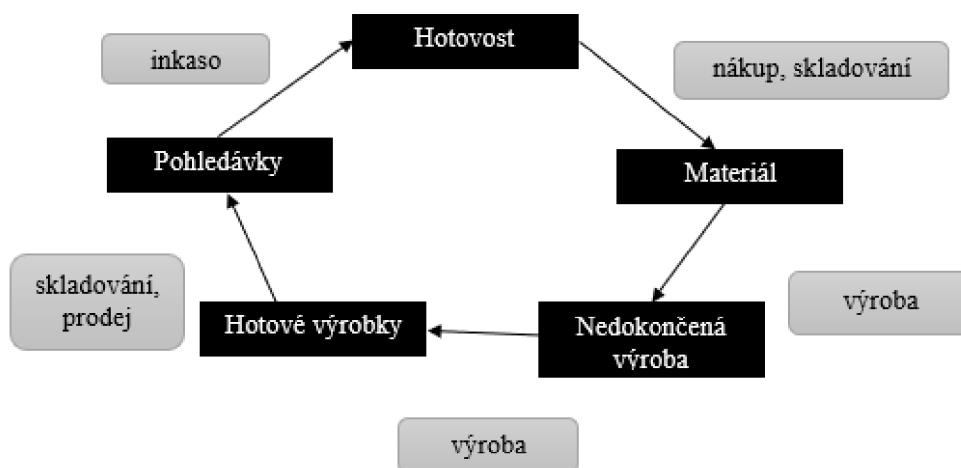 Hotovost
inkaso
nákup, skladování
Pohledávky
Materiál
skladování,
prodej
Hotové výrobky
Nedokončená
výroba
výroba
výroba